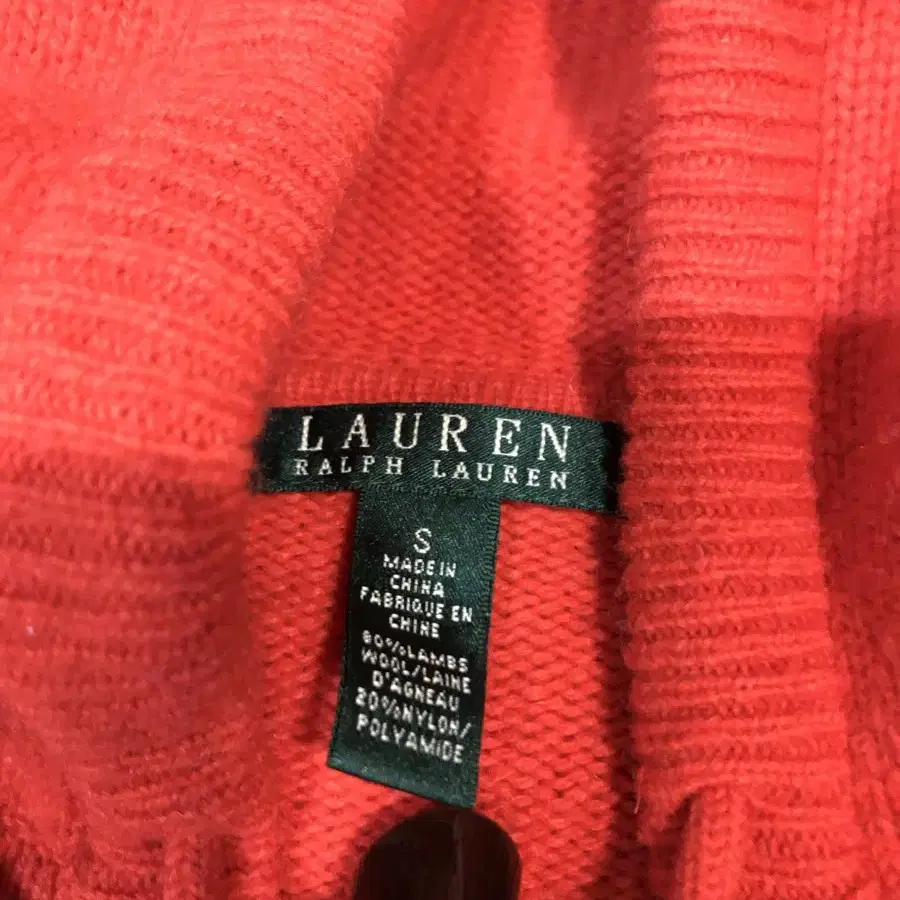 LAUREN
RALPH LAUREN
S
MADE IN
CHINA
FABRIQUE EN
CHINE
80%LAMBS
WOOL/LAINE
D'AGNEAU
20%NYLON/
POLYAMIDE